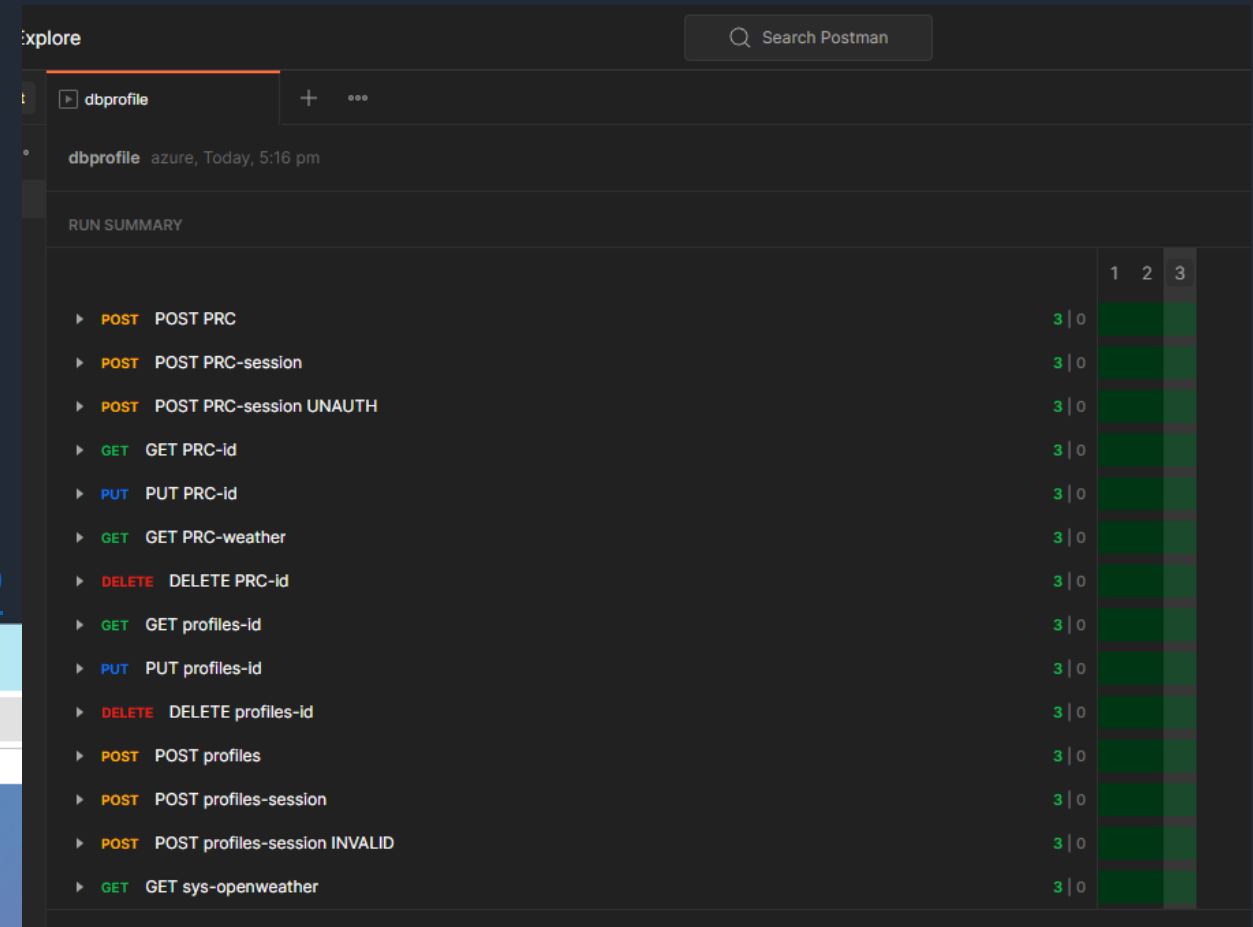 Explore
Search Postman
dbprofile
dbprofile azure, Today, 5:16 pm
RUN SUMMARY
1 2 3
POST POST PRC 3 | 0
POST POST PRC-session 3 | 0
POST POST PRC-session UNAUTH 3 | 0
GET GET PRC-id 3 | 0
PUT PUT PRC-id 3 | 0
GET GET PRC-weather 3 | 0
DELETE DELETE PRC-id 3 | 0
GET GET profiles-id 3 | 0
PUT PUT profiles-id 3 | 0
DELETE DELETE profiles-id 3 | 0
POST POST profiles 3 | 0
POST POST profiles-session 3 | 0
POST POST profiles-session INVALID 3 | 0
GET GET sys-openweather 3 | 0